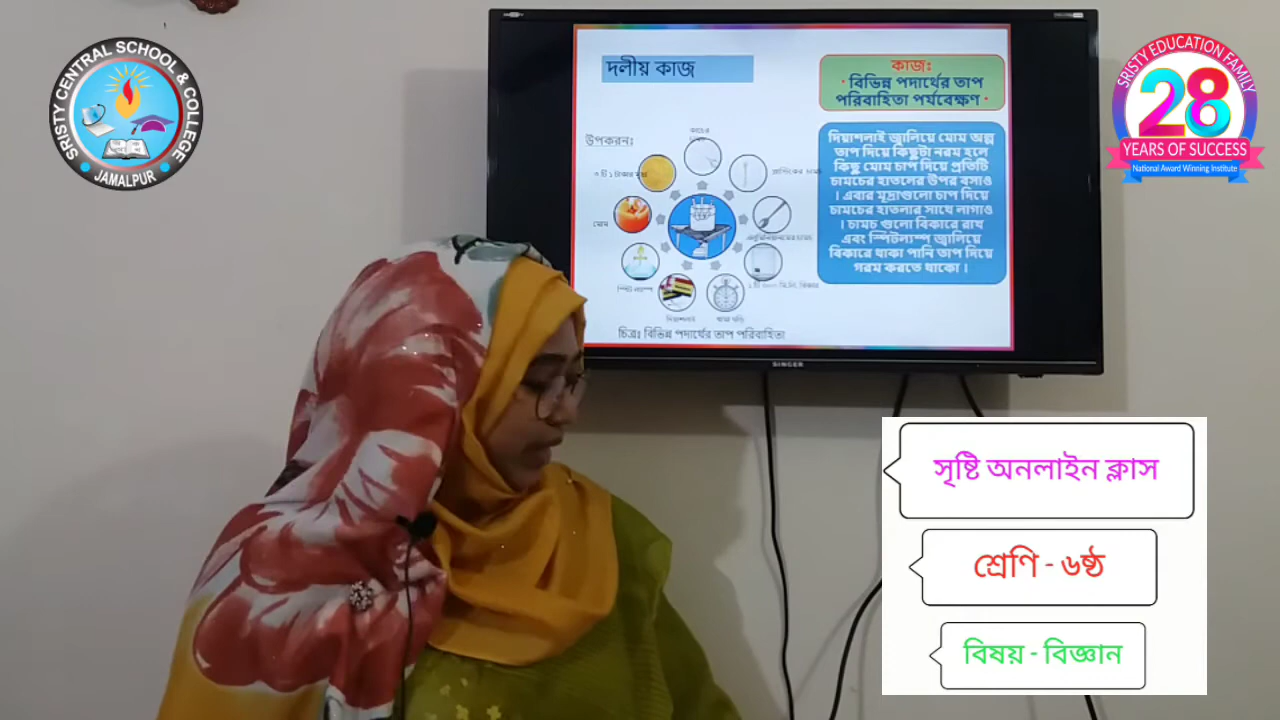 SRISTY CENTRAL SCHOOL & COLLEGE
JAMALPUR
দলীয় কাজ
কাজঃ
বিভিন্ন পদার্থের তাপ
পরিবাহিতা পর্যবেক্ষণ
উপকরনঃ
মোম
চিত্রঃ বিভিন্ন পদার্থের তাপ পরিবাহিতা
দিয়াশলাই জ্বালিয়ে মোম অল্প
তাপ দিয়ে কিছুটা নরম হলে
কিছু মোম চাপ দিয়ে প্রতিটি
চামচের হাতলের উপর বসাও
। এবার মূদ্রাগুলো চাপ দিয়ে
চামচের হাতলার সাথে লাগাও
। চামচ গুলো বিকারে রাখ
এবং স্পিটল্যাম্প জ্বালিয়ে
বিকারে থাকা পানি তাপ দিয়ে
গরম করতে থাকো ।
SINGER
SRISTY EDUCATION FAMILY
28
YEARS OF SUCCESS
National Award Winning Institute
সৃষ্টি অনলাইন ক্লাস
শ্রেণি - ৬ষ্ঠ
বিষয় - বিজ্ঞান